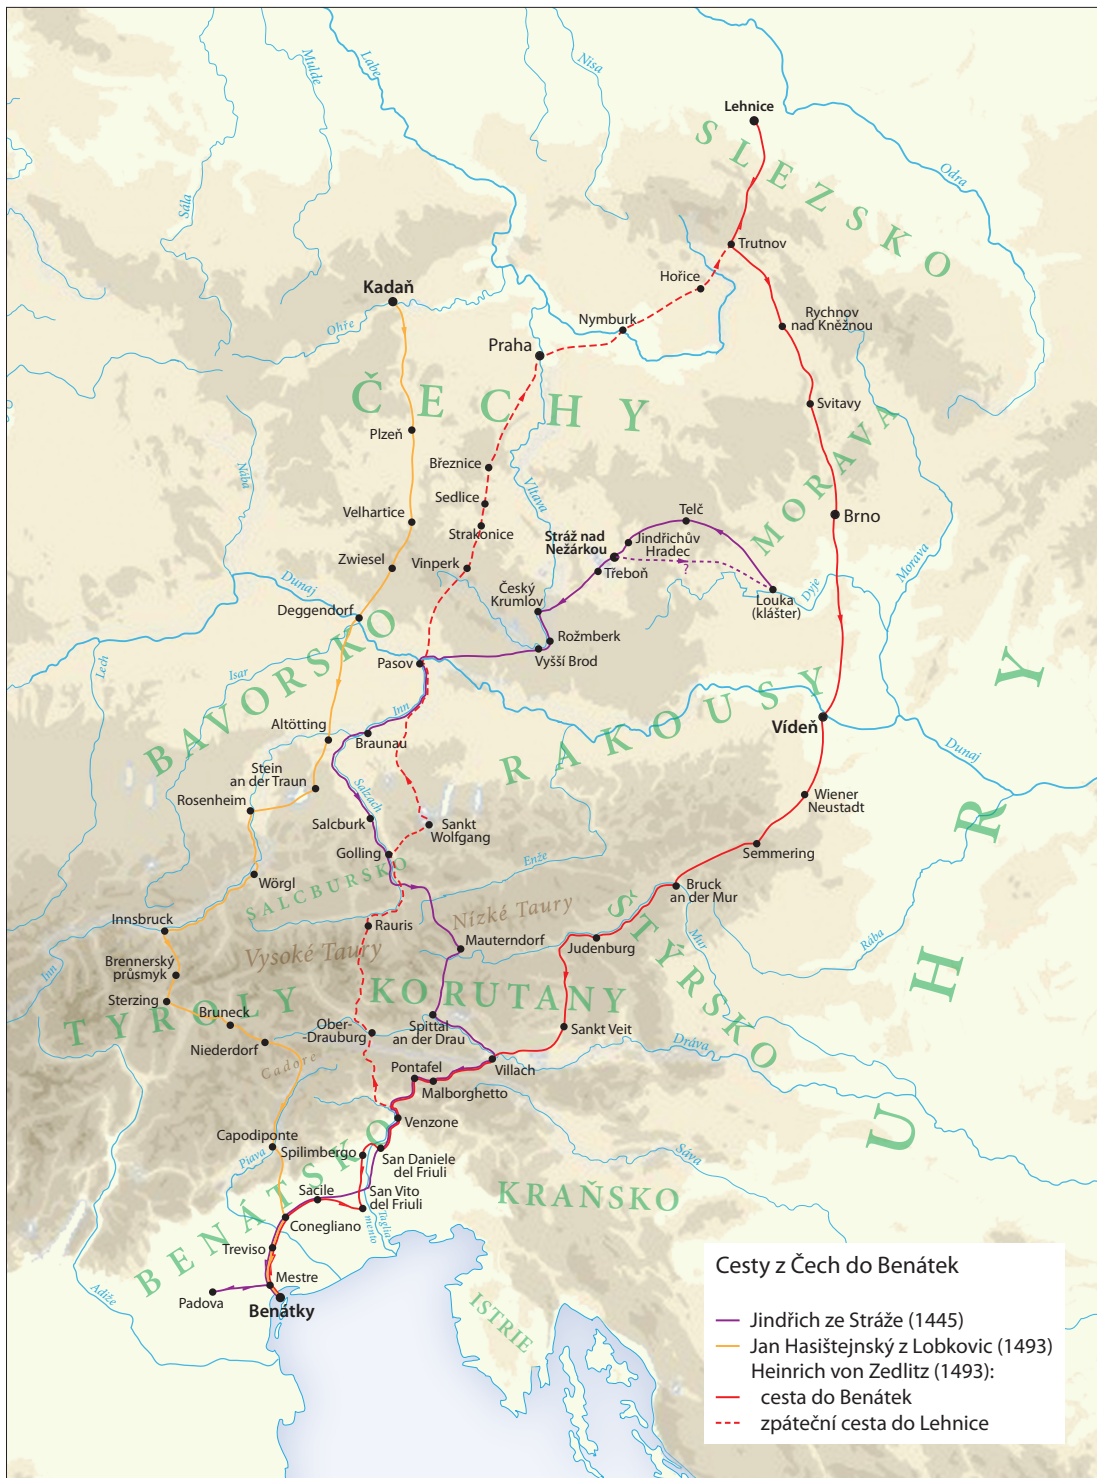 Labe
Nisa
Mulde
Sála
Odra
Lehnice
SLEZSKO
Trutnov
Hořice
Kadaň
Ohře
Nymburk
Rychnov
nad Kněžnou
Praha
ČECHY
Svitavy
Plzeň
MORAVA
Březnice
Nába
Vltava
Sedlice
Velhartice
Strakonice
Telč
Brno
Stráž nad
Nežárkou
Jindřichův
Hradec
Zwiesel
Vinperk
Třeboň
?
Morava
Dunaj
Český
Krumlov
Louka
(klášter)
Dyje
Deggendorf
Rožmberk
Vyšší Brod
Pasov
Lech
Isar
BAVORSKO
Inn
RAKOUSY
UHRY
Altötting
Braunau
Vídeň
Dunaj
Stein
an der Traun
Salzach
Rosenheim
Wiener
Neustadt
Salcburk
Sankt
Wolfgang
Golling
Semmering
Enže
Wörgl
SALCBURSKO
Bruck
an der Mur
Innsbruck
Rauris
Nízké Taury
ŠTÝRSKO
Mur
Rába
Inn
Vysoké Taury
Mauterndorf
Judenburg
Brennerský
průsmyk
Sterzing
TYROLY
KORUTANY
Bruneck
Ober-
-Drauburg
Spittal
an der Drau
Sankt Veit
Niederdorf
Dráva
Cadore
Pontafel
Villach
Malborghetto
Venzone
Capodiponte
Piava
Spilimbergo
San Daniele
del Friuli
Sáva
BENÁTSKO
Sacile
San Vito
del Friuli
KRAŇSKO
Conegliano
Taglia-
mento
Treviso
Mestre
Adiže
Padova
Benátky
ISTRIE
Cesty z Čech do Benátek
Jindřich ze Stráže (1445)
Jan Hasištejnský z Lobkovic (1493)
Heinrich von Zedlitz (1493):
cesta do Benátek
zpáteční cesta do Lehnice